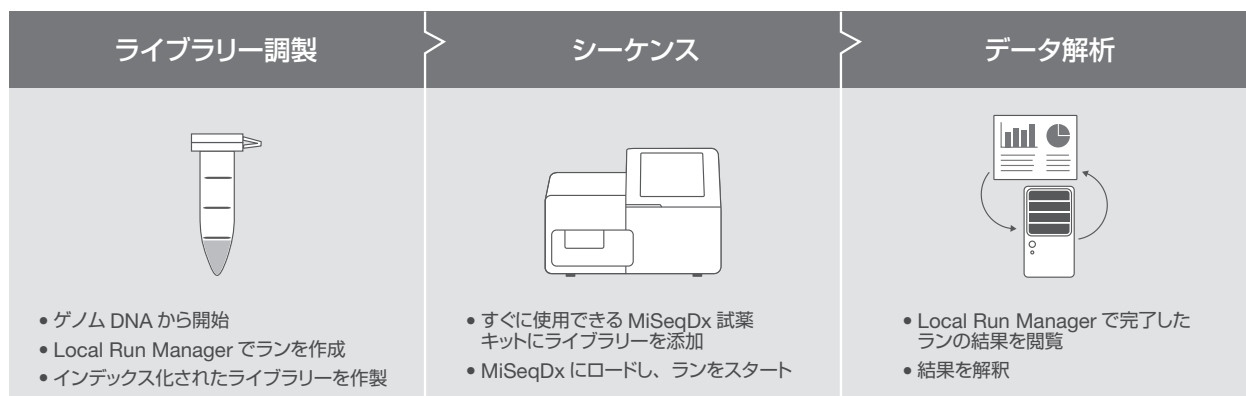 ライブラリー調製
シーケンス
データ解析
• ゲノム DNA から開始
• Local Run Manager でランを作成
• インデックス化されたライブラリーを作製
• すぐに使用できる MiSeqDx 試薬
キットにライブラリーを添加
• MiSeqDx にロードし、ランをスタート
• Local Run Manager で完了した
ランの結果を閲覧
• 結果を解釈